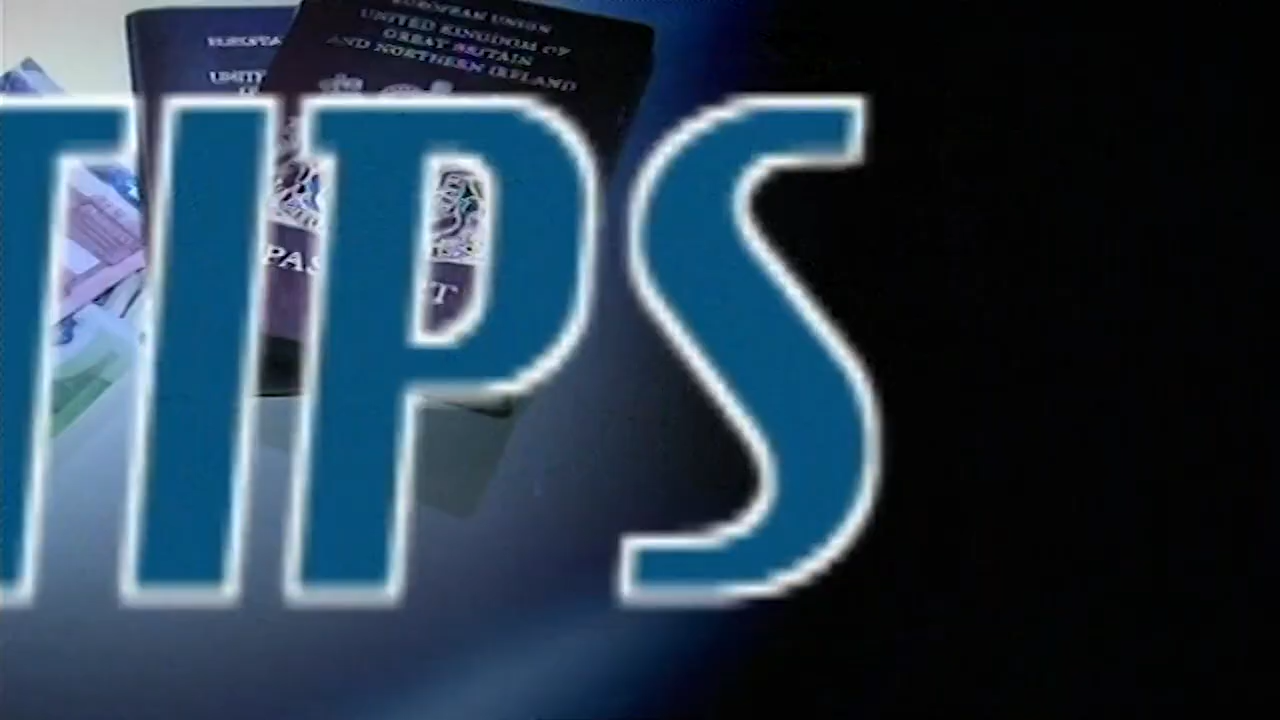 EUROPEAN UNION
UNITED KINGDOM OF
GREAT BRITAIN
AND NORTHERN IRELAND
TIPS